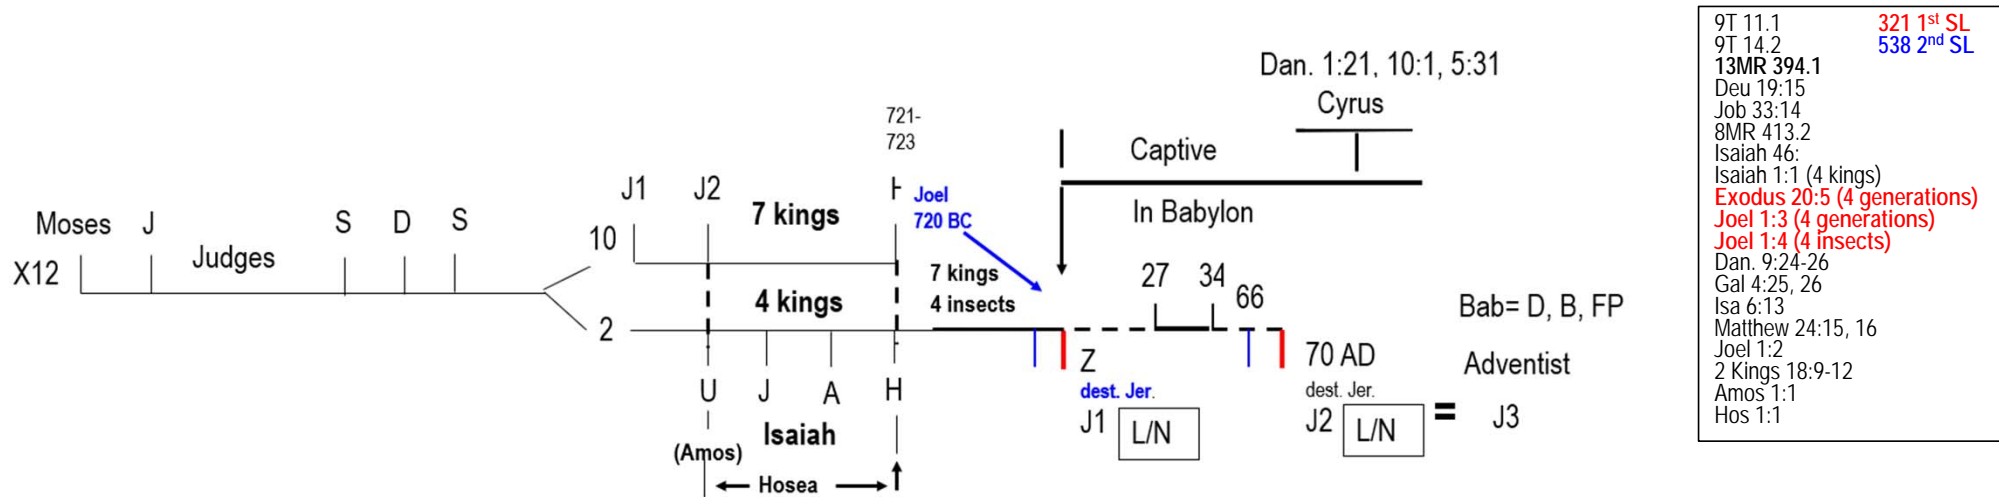 Dan. 1:21, 10:1, 5:31
Cyrus
721-
723
Captive
In Babylon
J1
J2
7 kings
Joel
720 BC
Moses
J
Judges
S
D
S
10
X12
4 kings
7 kings
4 insects
27
34
66
2
Bab= D, B, FP
U
J
A
H
Z
70 AD
Adventist
dest. Jer.
dest. Jer.
J1
L/N
J2
L/N
=
J3
Isaiah
(Amos)
Hosea
9T 11.1 321 1st SL
9T 14.2 538 2nd SL
13MR 394.1
Deu 19:15
Job 33:14
8MR 413.2
Isaiah 46:
Isaiah 1:1 (4 kings)
Exodus 20:5 (4 generations)
Joel 1:3 (4 generations)
Joel 1:4 (4 insects)
Dan. 9:24-26
Gal 4:25, 26
Isa 6:13
Matthew 24:15, 16
Joel 1:2
2 Kings 18:9-12
Amos 1:1
Hos 1:1